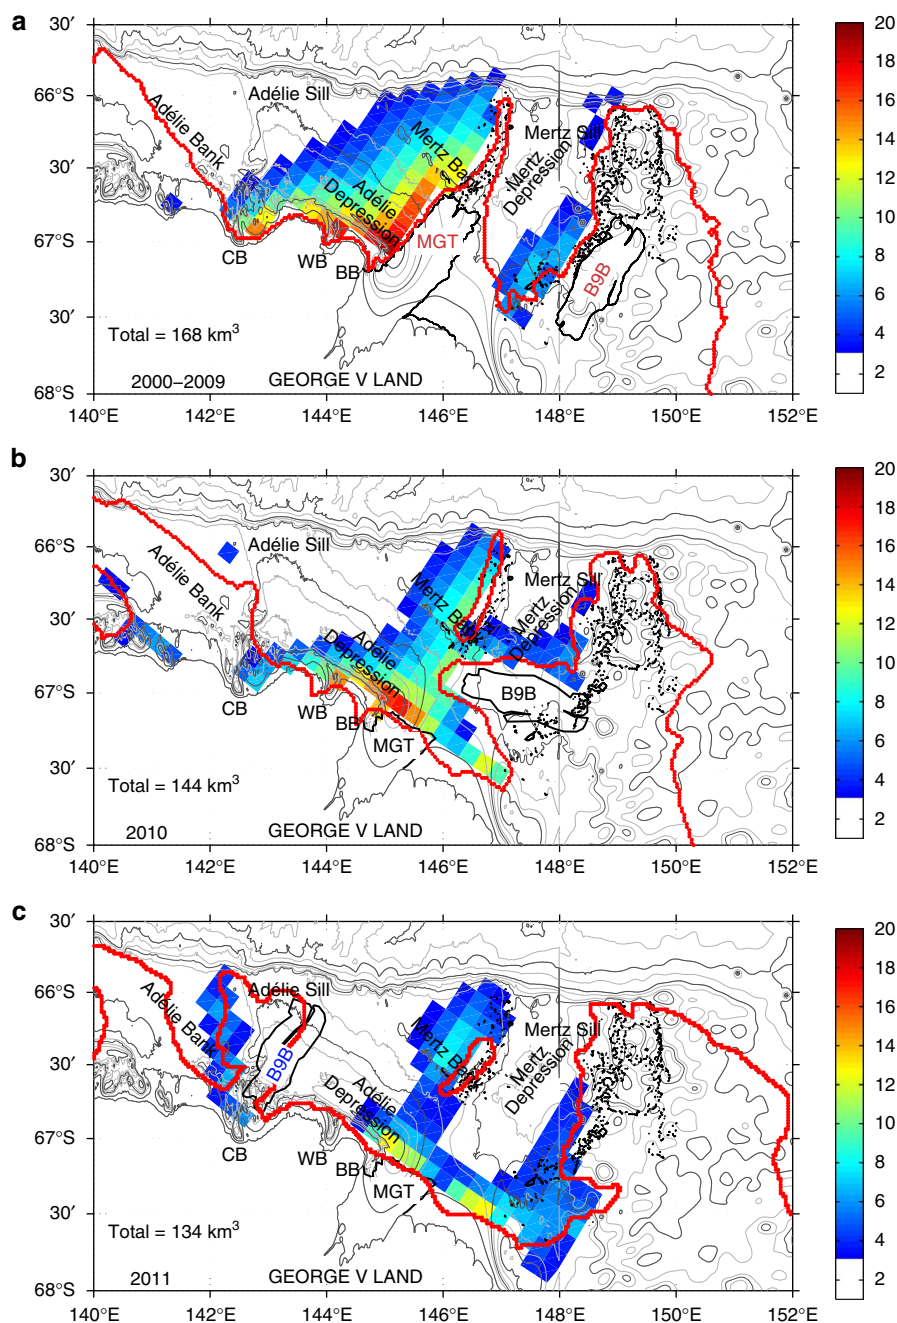 a
30′
66°S
30′
67°S
30′
68°S
140°E
142°E
144°E
146°E
148°E
150°E
152°E
Adélie Bank
Adélie Sill
Adélie
Depression
Mertz Bank
Mertz Sill
Mertz
Depression
CB
WB
BB
MGT
B9B
Total = 168 km³
2000–2009
GEORGE V LAND
20
18
16
14
12
10
8
6
4
2
b
30′
66°S
30′
67°S
30′
68°S
140°E
142°E
144°E
146°E
148°E
150°E
152°E
Adélie Bank
Adélie Sill
Adélie
Depression
Mertz Bank
Mertz Sill
Mertz
Depression
CB
WB
BB
MGT
B9B
Total = 144 km³
2010
GEORGE V LAND
20
18
16
14
12
10
8
6
4
2
c
30′
66°S
30′
67°S
30′
68°S
140°E
142°E
144°E
146°E
148°E
150°E
152°E
Adélie Bank
Adélie Sill
B9B
Adélie
Depression
Mertz Bank
Mertz Sill
Mertz
Depression
CB
WB
BB
MGT
Total = 134 km³
2011
GEORGE V LAND
20
18
16
14
12
10
8
6
4
2